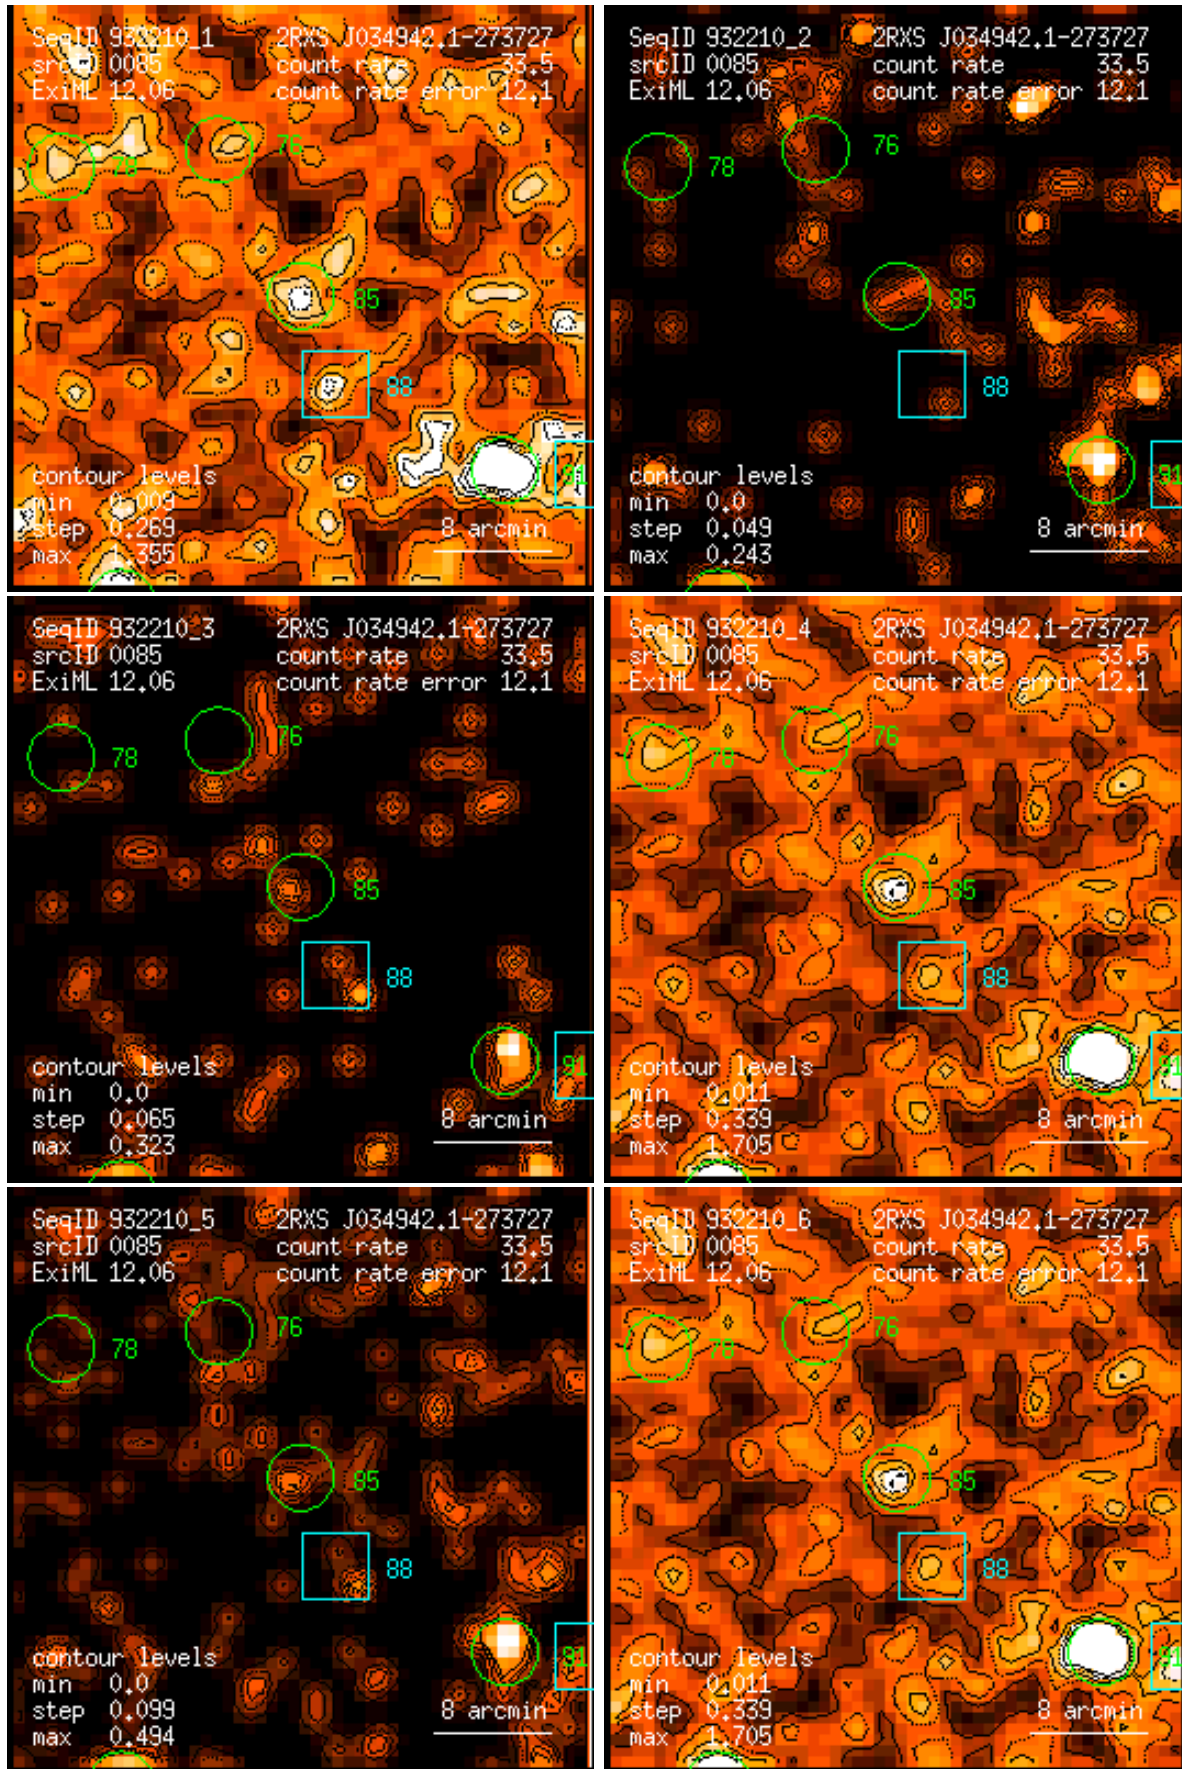 SeqID 932210_1 2RXS J034942.1-273727
srcID 0085 count rate 33.5
ExiML 12.06 count rate error 12.1
76
78
85
88
91
contour levels
min 0.009
step 0.269
max 1.355
8 arcmin
SeqID 932210_2 2RXS J034942.1-273727
srcID 0085 count rate 33.5
ExiML 12.06 count rate error 12.1
76
78
85
88
91
contour levels
min 0.0
step 0.049
max 0.243
8 arcmin
SeqID 932210_3 2RXS J034942.1-273727
srcID 0085 count rate 33.5
ExiML 12.06 count rate error 12.1
76
78
85
88
91
contour levels
min 0.0
step 0.065
max 0.323
8 arcmin
SeqID 932210_4 2RXS J034942.1-273727
srcID 0085 count rate 33.5
ExiML 12.06 count rate error 12.1
76
78
85
88
91
contour levels
min 0.011
step 0.339
max 1.705
8 arcmin
SeqID 932210_5 2RXS J034942.1-273727
srcID 0085 count rate 33.5
ExiML 12.06 count rate error 12.1
76
78
85
88
91
contour levels
min 0.0
step 0.099
max 0.494
8 arcmin
SeqID 932210_6 2RXS J034942.1-273727
srcID 0085 count rate 33.5
ExiML 12.06 count rate error 12.1
76
78
85
88
91
contour levels
min 0.011
step 0.339
max 1.705
8 arcmin